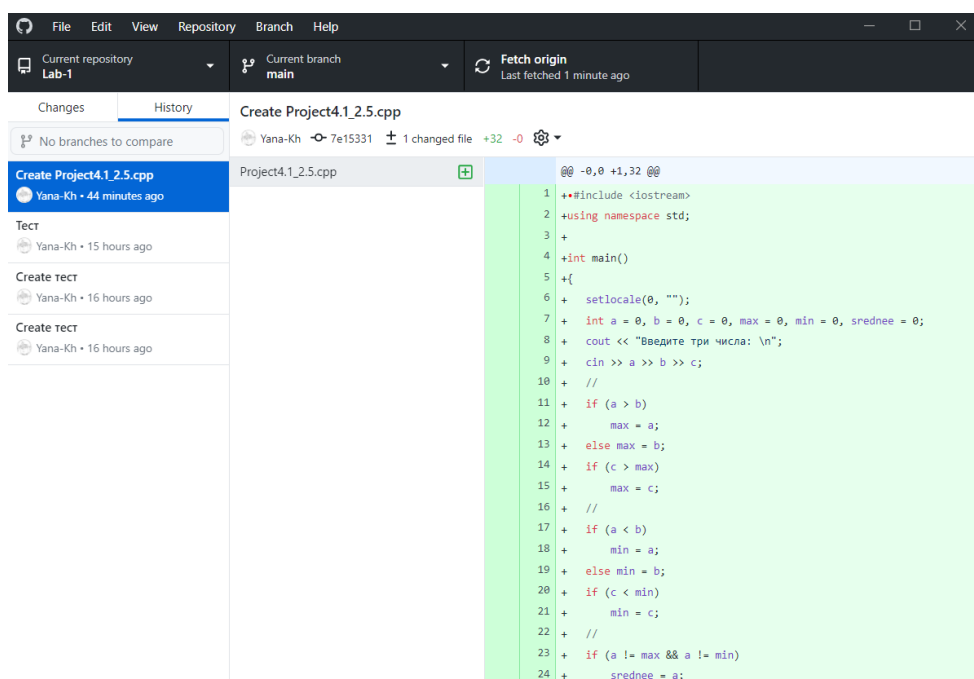 File Edit View Repository Branch Help
Current repository
Lab-1
Current branch
main
Fetch origin
Last fetched 1 minute ago
Changes History
No branches to compare
Create Project4.1_2.5.cpp
Yana-Kh • 44 minutes ago
Тест
Yana-Kh • 15 hours ago
Create тест
Yana-Kh • 16 hours ago
Create тест
Yana-Kh • 16 hours ago
Create Project4.1_2.5.cpp
Yana-Kh 7e15331 1 changed file +32 -0
Project4.1_2.5.cpp
@@ -0,0 +1,32 @@
1 +•#include <iostream>
2 +using namespace std;
3 +
4 +int main()
5 +{
6 + setlocale(0, "");
7 + int a = 0, b = 0, c = 0, max = 0, min = 0, srednee = 0;
8 + cout << "Введите три числа: \n";
9 + cin >> a >> b >> c;
10 + //
11 + if (a > b)
12 + max = a;
13 + else max = b;
14 + if (c > max)
15 + max = c;
16 + //
17 + if (a < b)
18 + min = a;
19 + else min = b;
20 + if (c < min)
21 + min = c;
22 + //
23 + if (a != max && a != min)
24 + srednee = a;